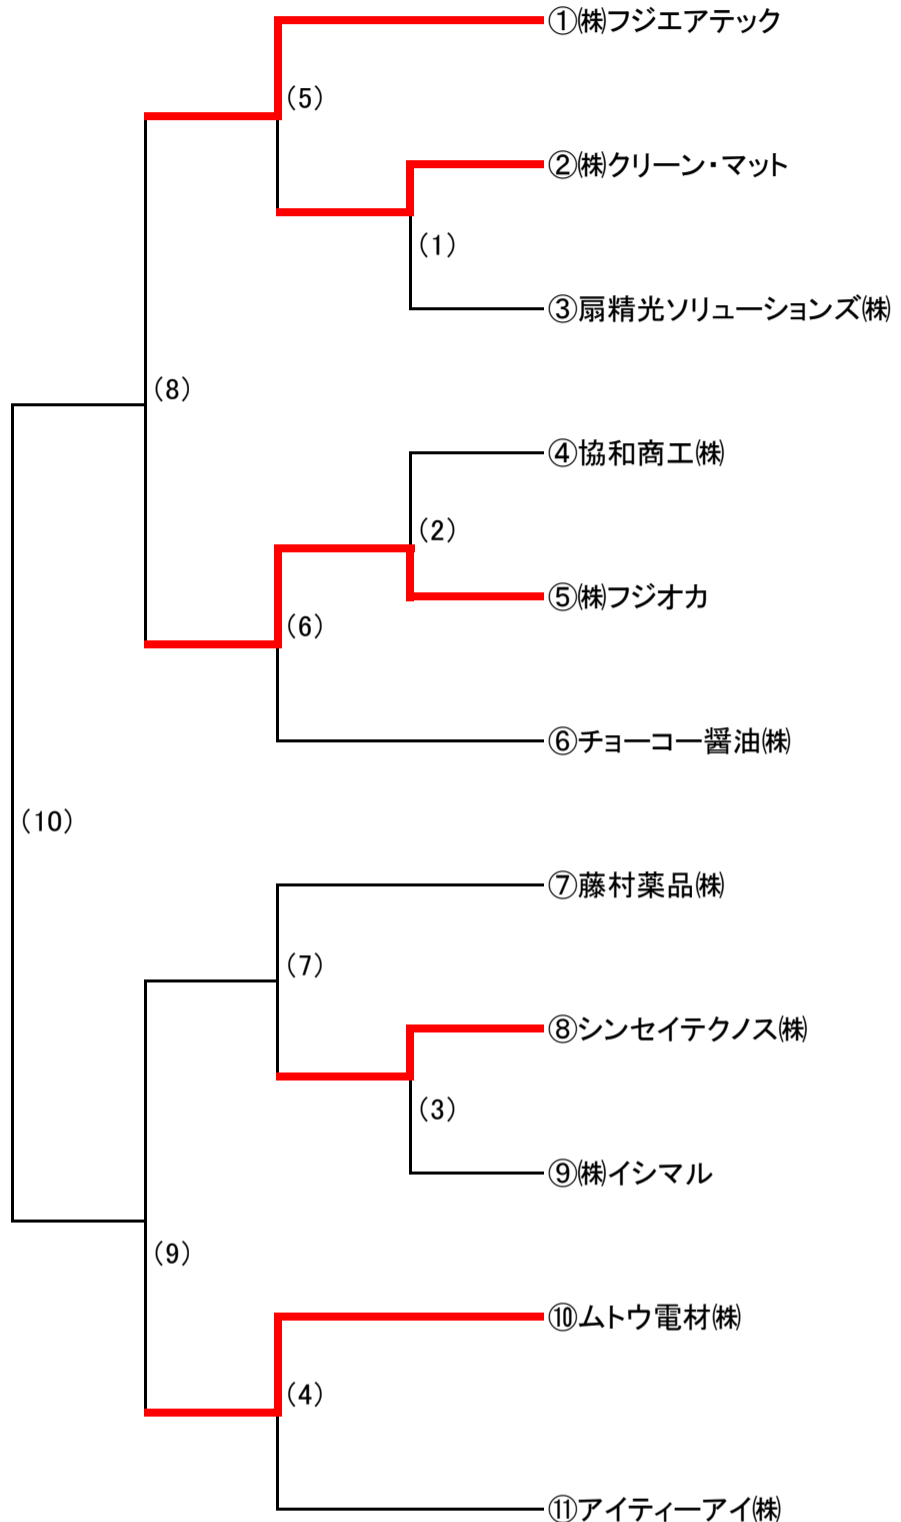 ①㈱フジエアテック
(5)
②㈱クリーン・マット
(1)
③扇精光ソリューションズ㈱
(8)
④協和商工㈱
(2)
⑤㈱フジオカ
(6)
⑥チョーコー醤油㈱
(10)
⑦藤村薬品㈱
(7)
⑧シンセイテクノス㈱
(3)
⑨㈱イシマル
(9)
⑩ムトウ電材㈱
(4)
⑪アイティーアイ㈱